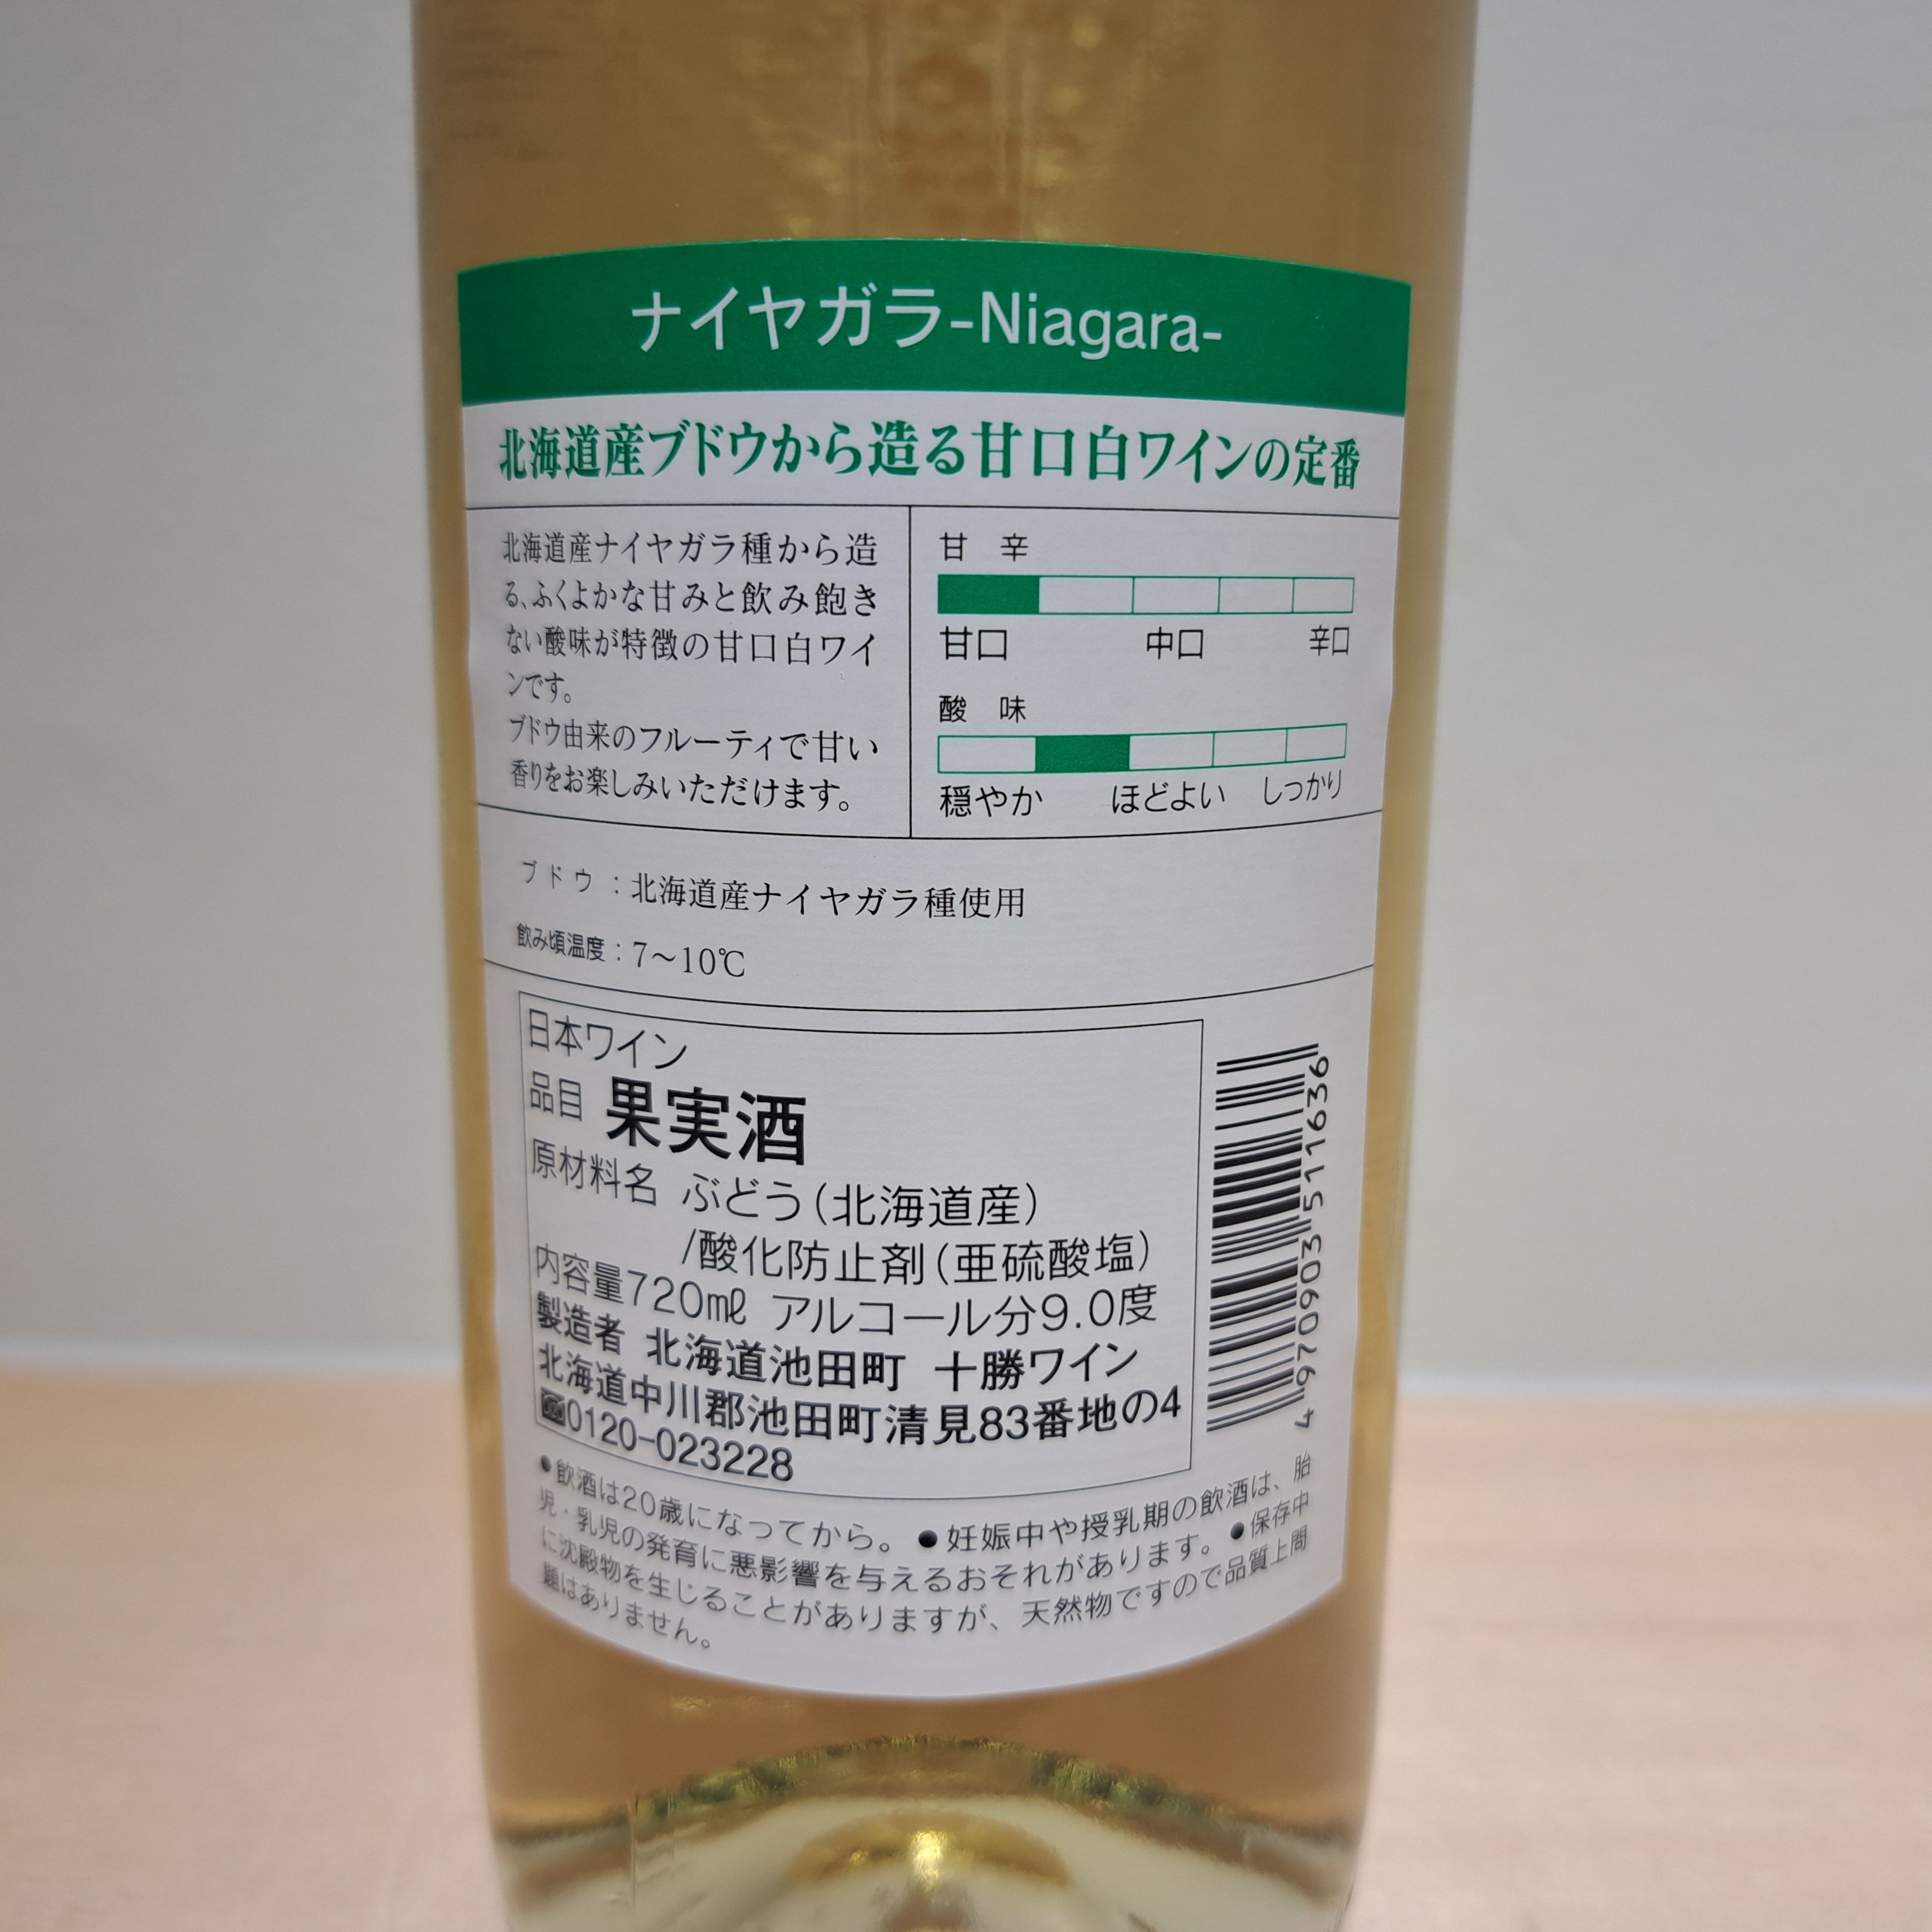 ナイヤガラ-Niagara-
北海道産ブドウから造る甘口白ワインの定番
北海道産ナイヤガラ種から造
る、ふくよかな甘みと飲み飽き
ない酸味が特徴の甘口白ワイ
ンです。
ブドウ由来のフルーティで甘い
香りをお楽しみいただけます。
甘 辛
甘口 中口 辛口
酸 味
穏やか ほどよい しっかり
ブドウ：北海道産ナイヤガラ種使用
飲み頃温度：7～10℃
日本ワイン
品目 果実酒
原材料名 ぶどう(北海道産)
/酸化防止剤(亜硫酸塩)
内容量720mℓ アルコール分9.0度
製造者 北海道池田町 十勝ワイン
北海道中川郡池田町清見83番地の4
0120-023228
4 970903 511636
●飲酒は20歳になってから。●妊娠中や授乳期の飲酒は、胎
児・乳児の発育に悪影響を与えるおそれがあります。●保存中
に沈殿物を生じることがありますが、天然物ですので品質上問
題はありません。